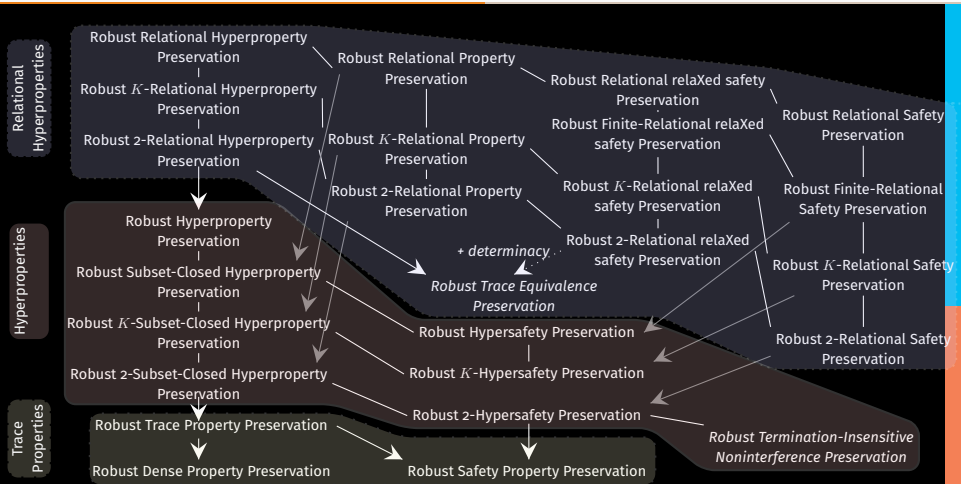 Relational
Hyperproperties
Robust Relational Hyperproperty
Preservation
Robust K-Relational Hyperproperty
Preservation
Robust 2-Relational Hyperproperty
Preservation
Robust Relational Property
Preservation
Robust K-Relational Property
Preservation
Robust 2-Relational Property
Preservation
Robust Relational relaXed safety
Preservation
Robust Finite-Relational relaXed
safety Preservation
Robust K-Relational relaXed
safety Preservation
Robust 2-Relational relaXed
safety Preservation
Robust Relational Safety
Preservation
Robust Finite-Relational
Safety Preservation
Robust K-Relational Safety
Preservation
Robust 2-Relational Safety
Preservation
+ determinacy
Robust Trace Equivalence
Preservation
Hyperproperties
Robust Hyperproperty
Preservation
Robust Subset-Closed Hyperproperty
Preservation
Robust K-Subset-Closed Hyperproperty
Preservation
Robust 2-Subset-Closed Hyperproperty
Preservation
Robust Hypersafety Preservation
Robust K-Hypersafety Preservation
Robust 2-Hypersafety Preservation
Robust Termination-Insensitive
Noninterference Preservation
Trace
Properties
Robust Trace Property Preservation
Robust Dense Property Preservation
Robust Safety Property Preservation